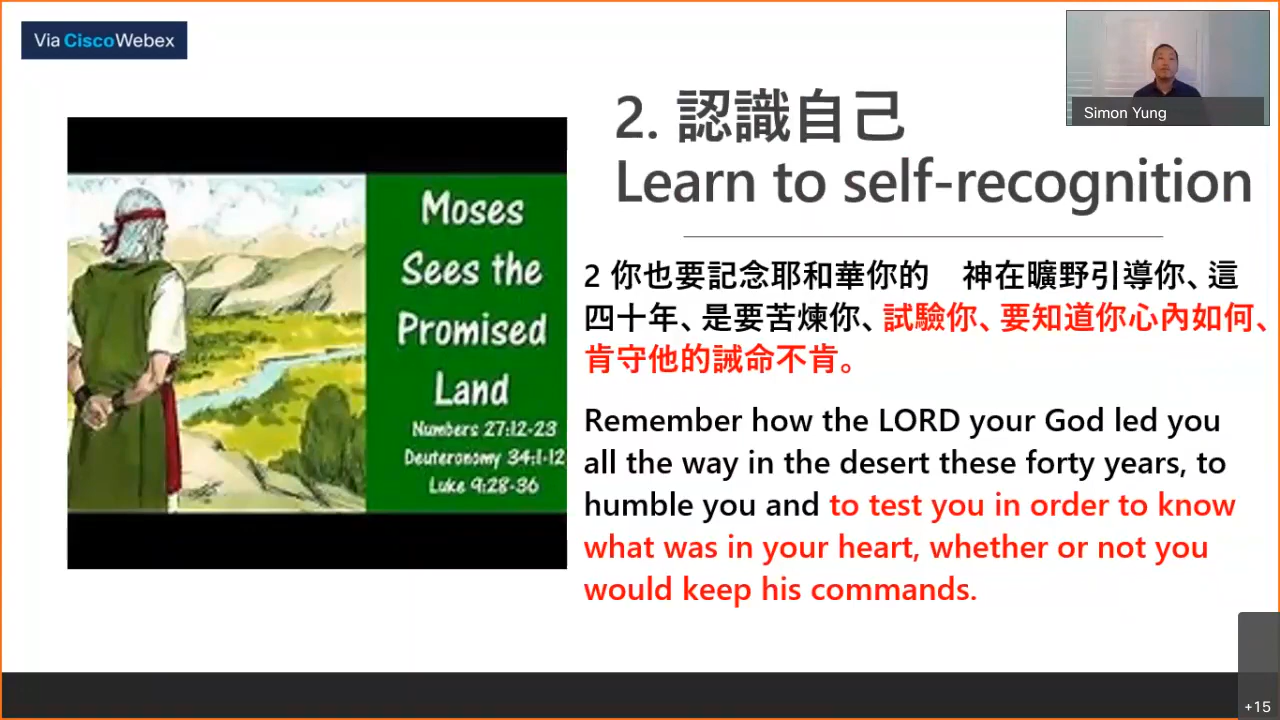 Via CiscoWebex
Simon Yung
2. 認識自己
Learn to self-recognition
Moses
Sees the
Promised
Land
Numbers 27:12-23
Deuteronomy 34:1-12
Luke 9:28-36
2 你也要記念耶和華你的　神在曠野引導你、這
四十年、是要苦煉你、試驗你、要知道你心內如何、
肯守他的誡命不肯。
Remember how the LORD your God led you
all the way in the desert these forty years, to
humble you and to test you in order to know
what was in your heart, whether or not you
would keep his commands.
+15